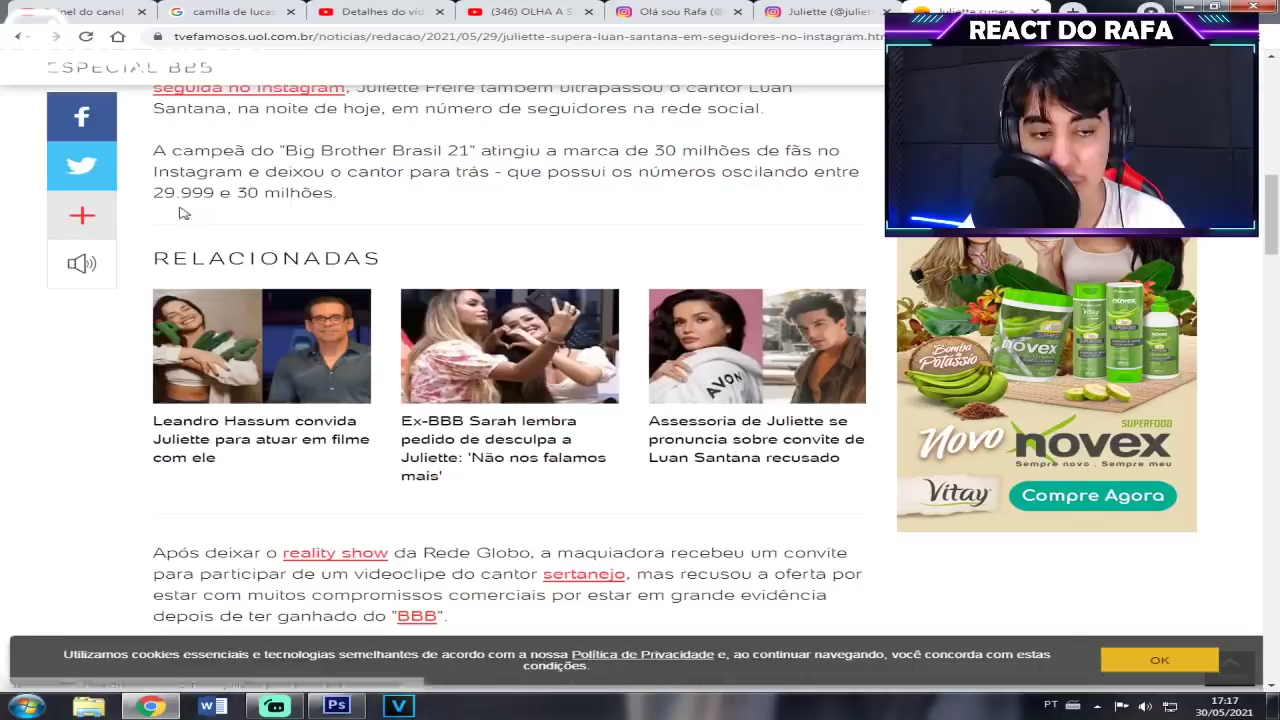 inel do canal
camilla de luc
Detalhes do víd
(346)OLHA A S
Olá sou Rafa (@
Juliette (@juliett
Juliette supera
tvefamosos.uol.
/2021/05/29/juliette-supera-luan-santana-em-seguidores-no-instagram.ht
REACT DO RAFA
ESPECIAL BBB
seguida no Instagram, Juliette Freire também ultrapassou o cantor Luan
Santana, na noite de hoje, em número de seguidores na rede social.
A campeã do "Big Brother Brasil 21" atingiu a marca de 30 milhões de fãs no
Instagram e deixou o cantor para trás - que possui os números oscilando entre
29.999 e 30 milhões.
RELACIONADAS
AVON
Leandro Hassum convida
Juliette para atuar em filme
com ele
Ex-BBB Sarah lembra
pedido de desculpa a
Juliette: 'Não nos falamos
mais'
Assessoria de Juliette se
pronuncia sobre convite de
Luan Santana recusado
Bomba de
Potássio
novex
novex
SUPERFOOD
Novo novex
Sempre novo . Sempre meu
Vitay
Compre Agora
Após deixar o reality show da Rede Globo, a maquiadora recebeu um convite
para participar de um videoclipe do cantor sertanejo, mas recusou a oferta por
estar com muitos compromissos comerciais por estar em grande evidência
depois de ter ganhado do "BBB".
Utilizamos cookies essenciais e tecnologias semelhantes de acordo com a nossa Política de Privacidade e, ao continuar navegando, você concorda com estas
condições.
OK
PT
17:17
30/05/2021